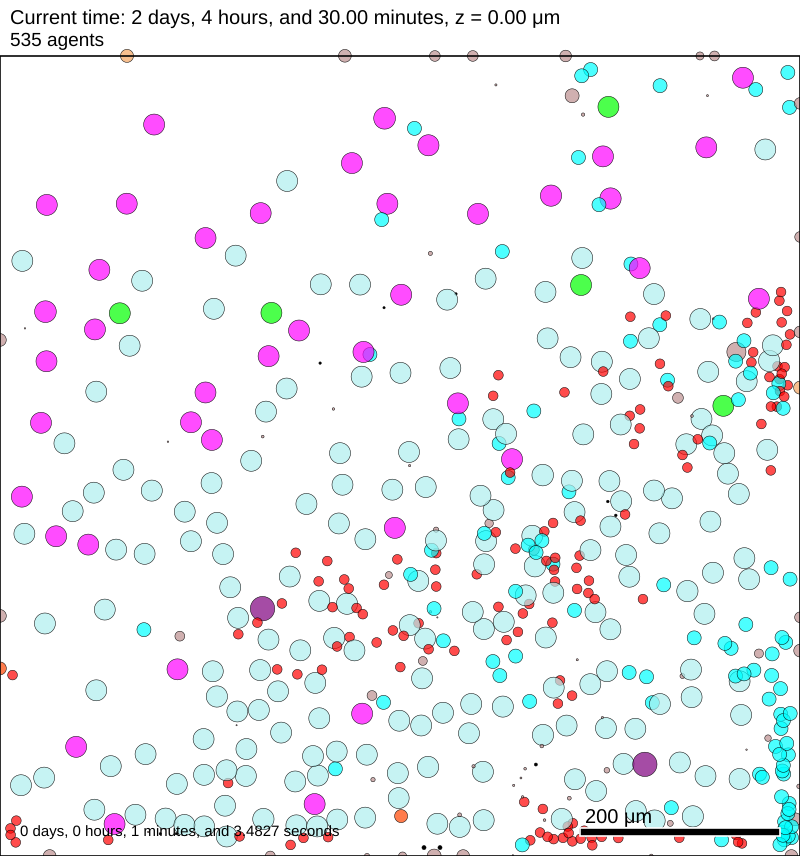 Current time: 2 days, 4 hours, and 30.00 minutes, z = 0.00 μm
535 agents
200 μm
0 days, 0 hours, 1 minutes, and 3.4827 seconds